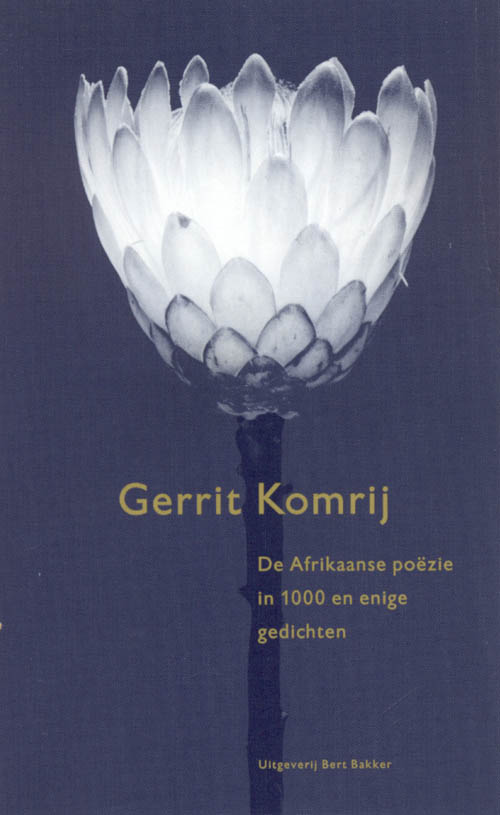 Gerrit Komrij
De Afrikaanse poëzie
in 1000 en enige
gedichten
Uitgeverij Bert Bakker